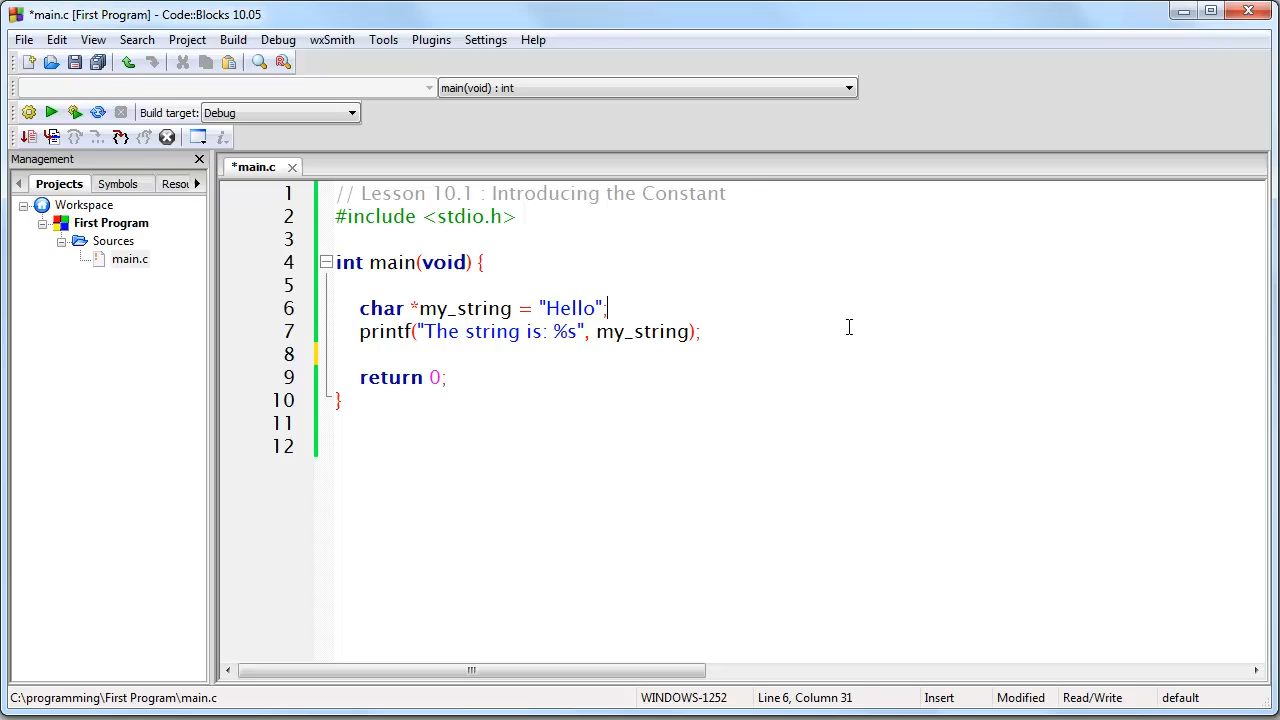 *main.c [First Program] - Code::Blocks 10.05
File Edit View Search Project Build Debug wxSmith Tools Plugins Settings Help
main(void) : int
Build target: Debug
Management
Projects Symbols Resou
*main.c
Workspace
First Program
Sources
main.c
1 // Lesson 10.1 : Introducing the Constant
2 #include <stdio.h>
3
4 int main(void) {
5
6 char *my_string = "Hello";
7 printf("The string is: %s", my_string);
8
9 return 0;
10 }
11
12
C:\programming\First Program\main.c WINDOWS-1252 Line 6, Column 31 Insert Modified Read/Write default